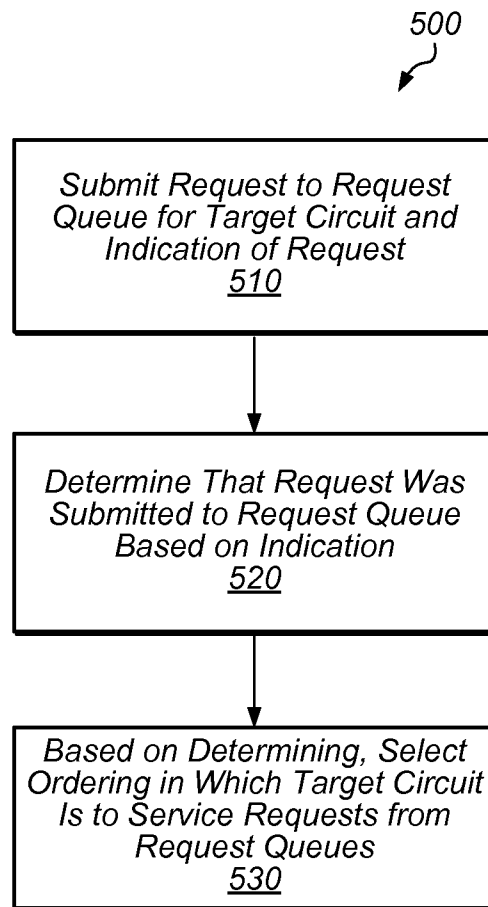 500
Submit Request to Request
Queue for Target Circuit and
Indication of Request
510
Determine That Request Was
Submitted to Request Queue
Based on Indication
520
Based on Determining, Select
Ordering in Which Target Circuit
Is to Service Requests from
Request Queues
530